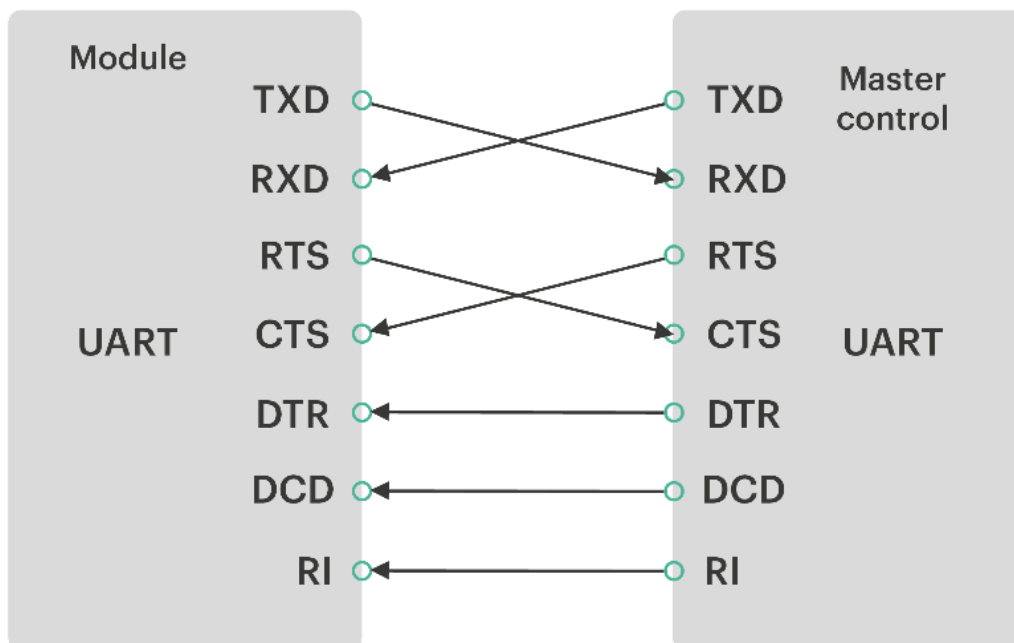 Module
TXD
RXD
RTS
CTS
UART
DTR
DCD
RI
TXD
Master
control
RXD
RTS
CTS
UART
DTR
DCD
RI